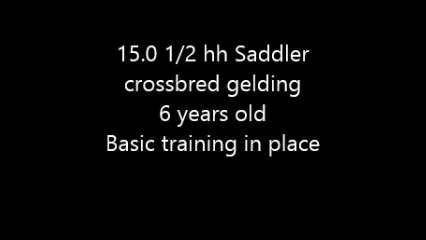 15.0 1/2 hh Saddler
crossbred gelding
6 years old
Basic training in place